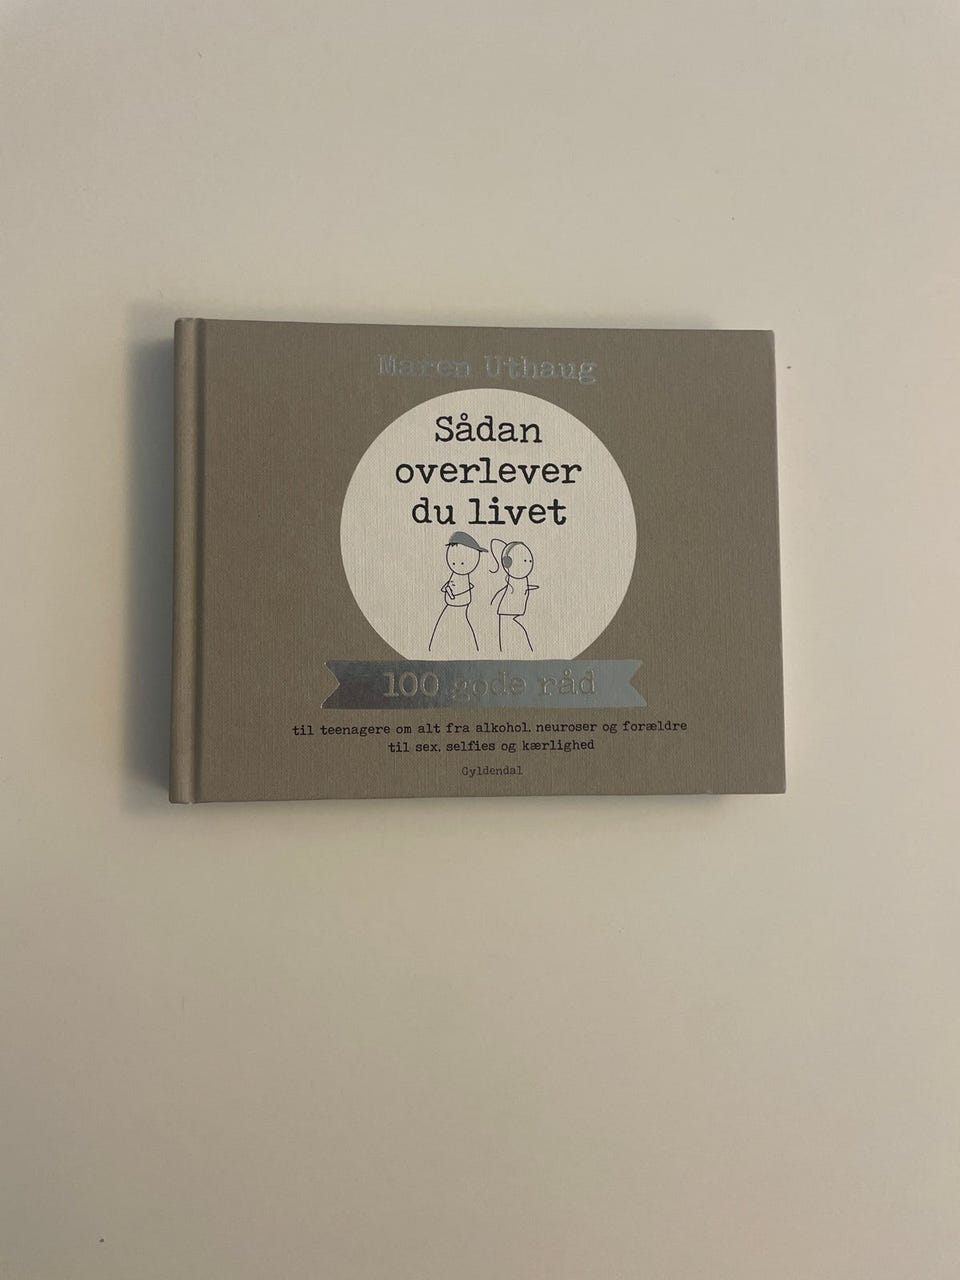 Maren Uthaug
Sådan
overlever
du livet
100 gode råd
til teenagere om alt fra alkohol, neuroser og forældre
til sex, selfies og kærlighed
Gyldendal